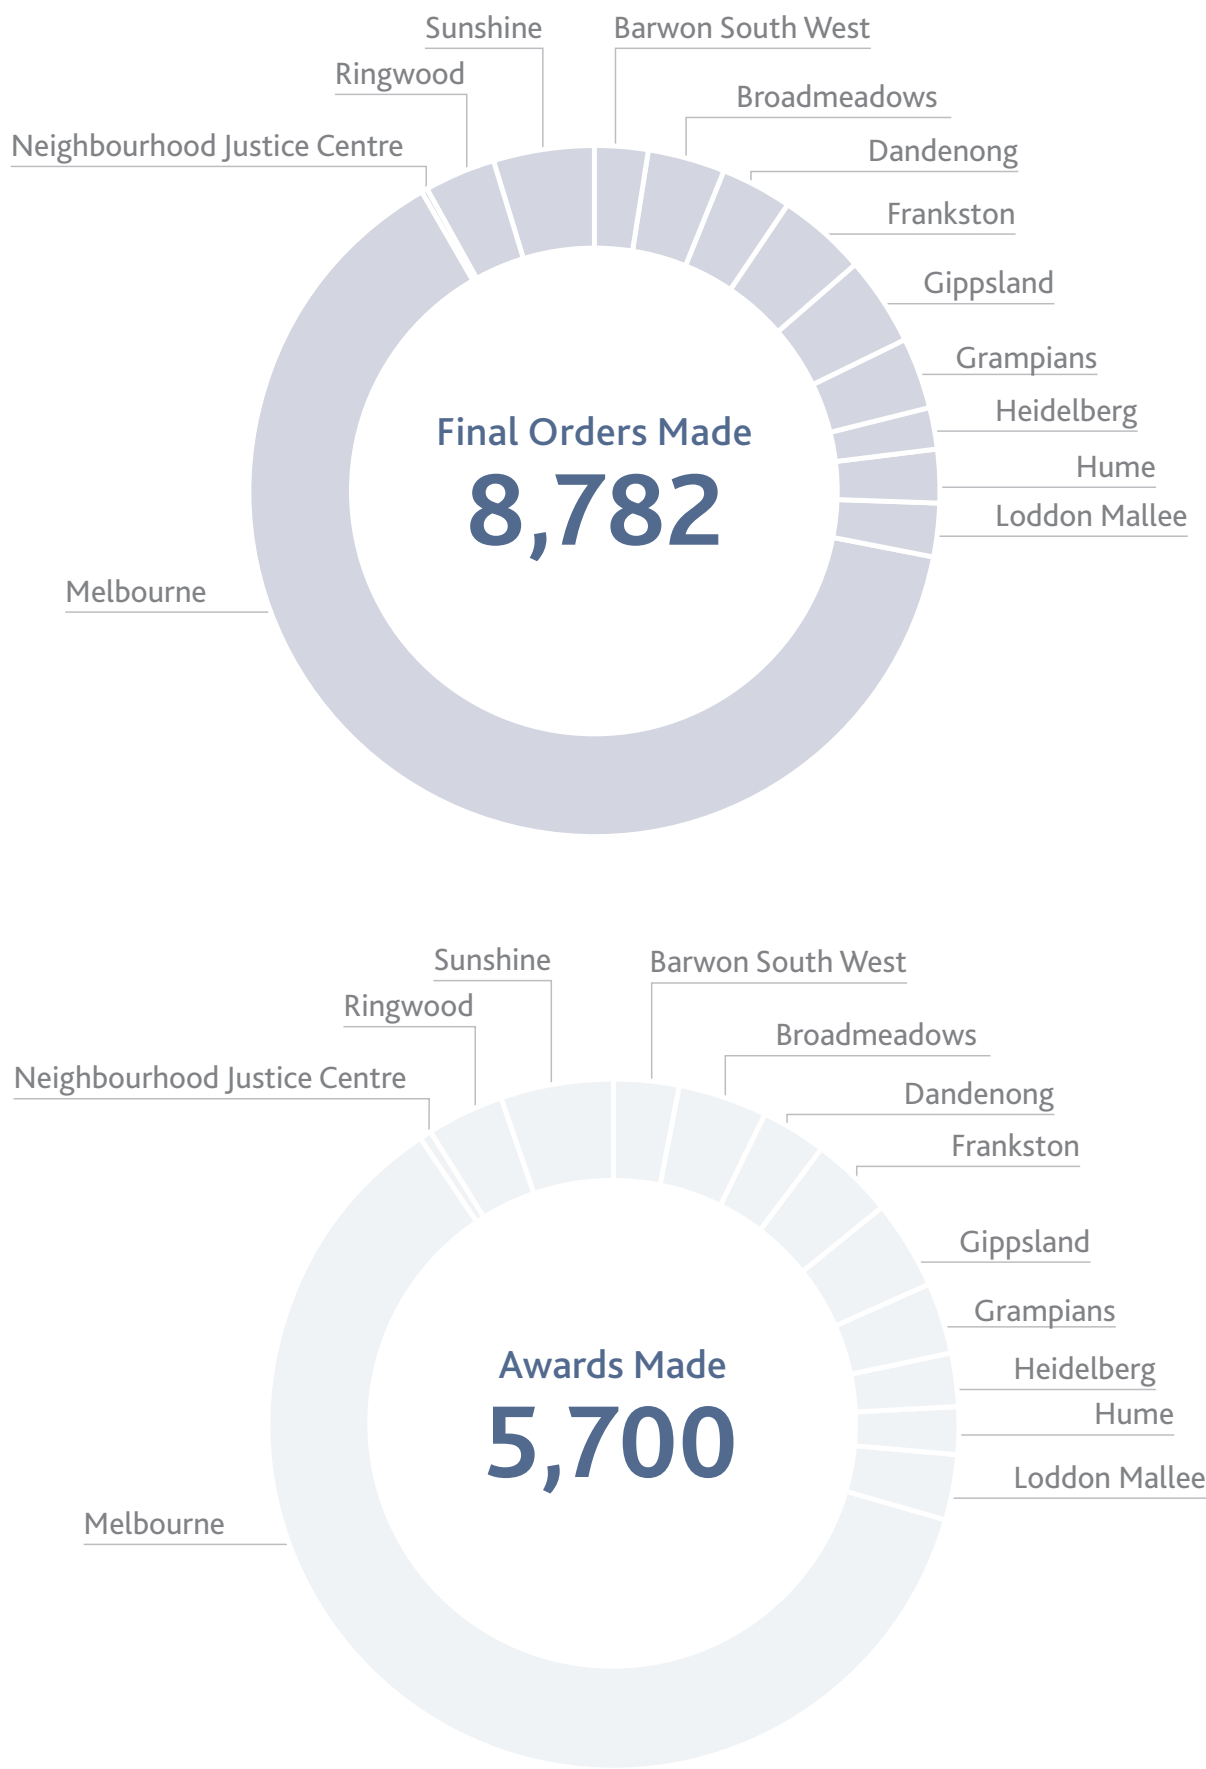 Sunshine
Barwon South West
Ringwood
Broadmeadows
Neighbourhood Justice Centre
Dandenong
Frankston
Gippsland
Grampians
Heidelberg
Final Orders Made
Hume
8,782
Loddon Mallee
Melbourne
Sunshine
Barwon South West
Ringwood
Broadmeadows
Neighbourhood Justice Centre
Dandenong
Frankston
Gippsland
Grampians
Awards Made
Heidelberg
Hume
5,700
Loddon Mallee
Melbourne